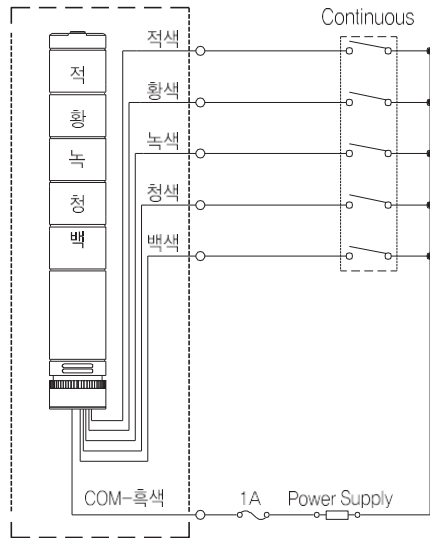 Continuous
적색
적
황색
황
녹색
녹
청색
청
백색
백
COM-흑색 1A Power Supply